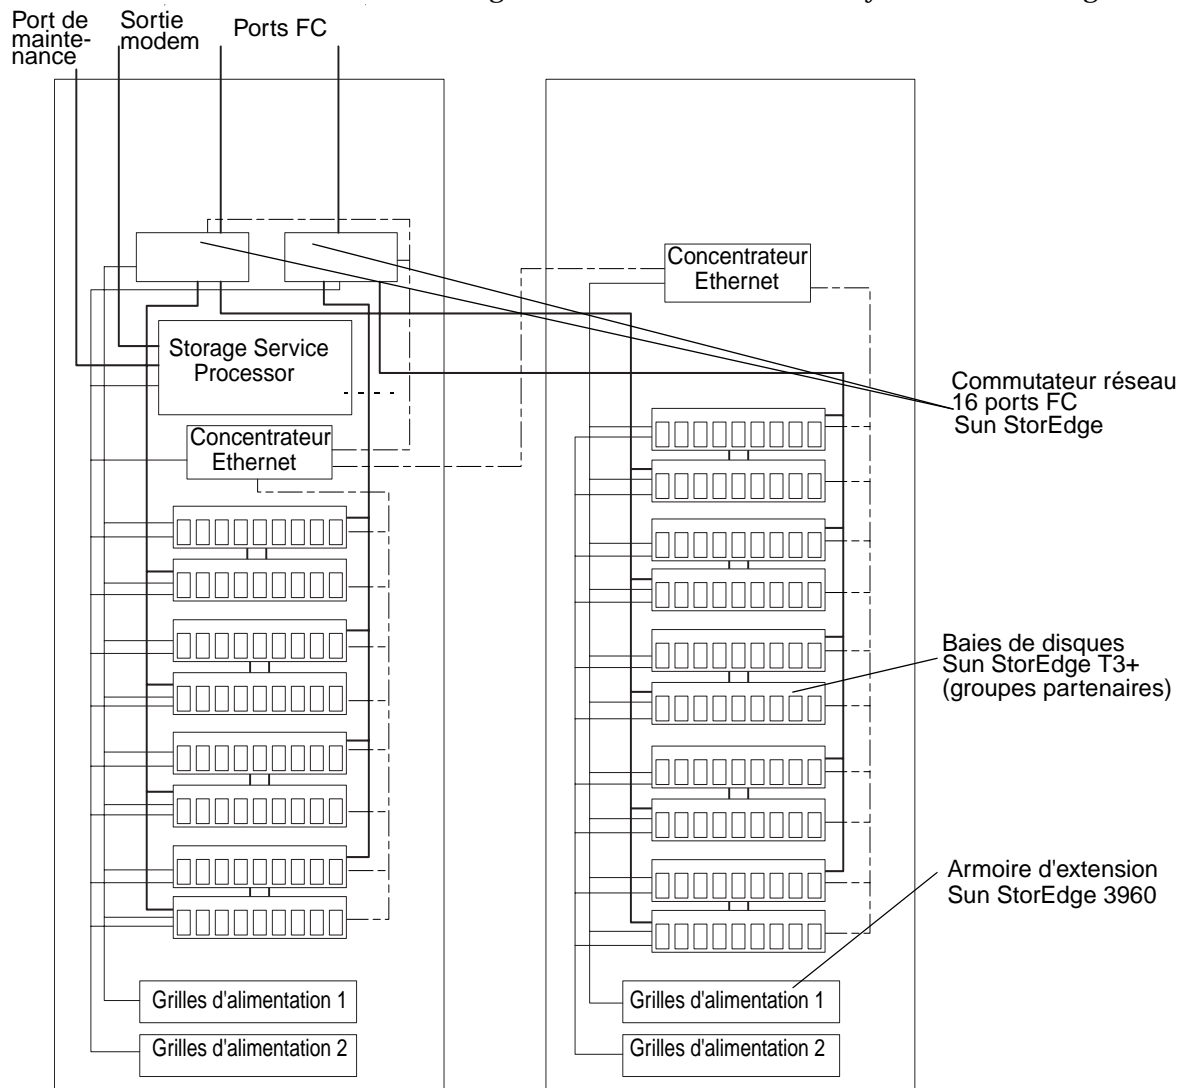 Port de
mainte-
nance
Sortie
modem
Ports FC
Concentrateur
Ethernet
Storage Service
Processor
Commutateur réseau
16 ports FC
Sun StorEdge
Concentrateur
Ethernet
Baies de disques
Sun StorEdge T3+
(groupes partenaires)
Armoire d'extension
Sun StorEdge 3960
Grilles d'alimentation 1
Grilles d'alimentation 1
Grilles d'alimentation 2
Grilles d'alimentation 2